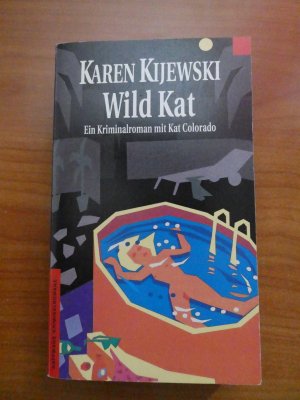 KAREN KIJEWSKI
Wild Kat
Ein Kriminalroman mit Kat Colorado